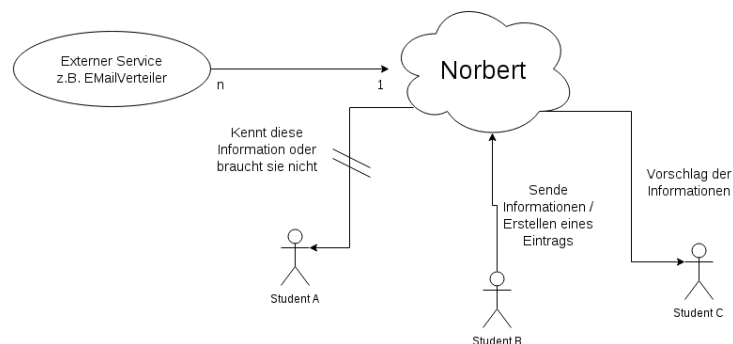 Externer Service
z.B. EMailVerteiler
n
1
Norbert
Kennt diese
Information oder
braucht sie nicht
Sende
Informationen /
Erstellen eines
Eintrags
Vorschlag der
Informationen
Student A
Student B
Student C